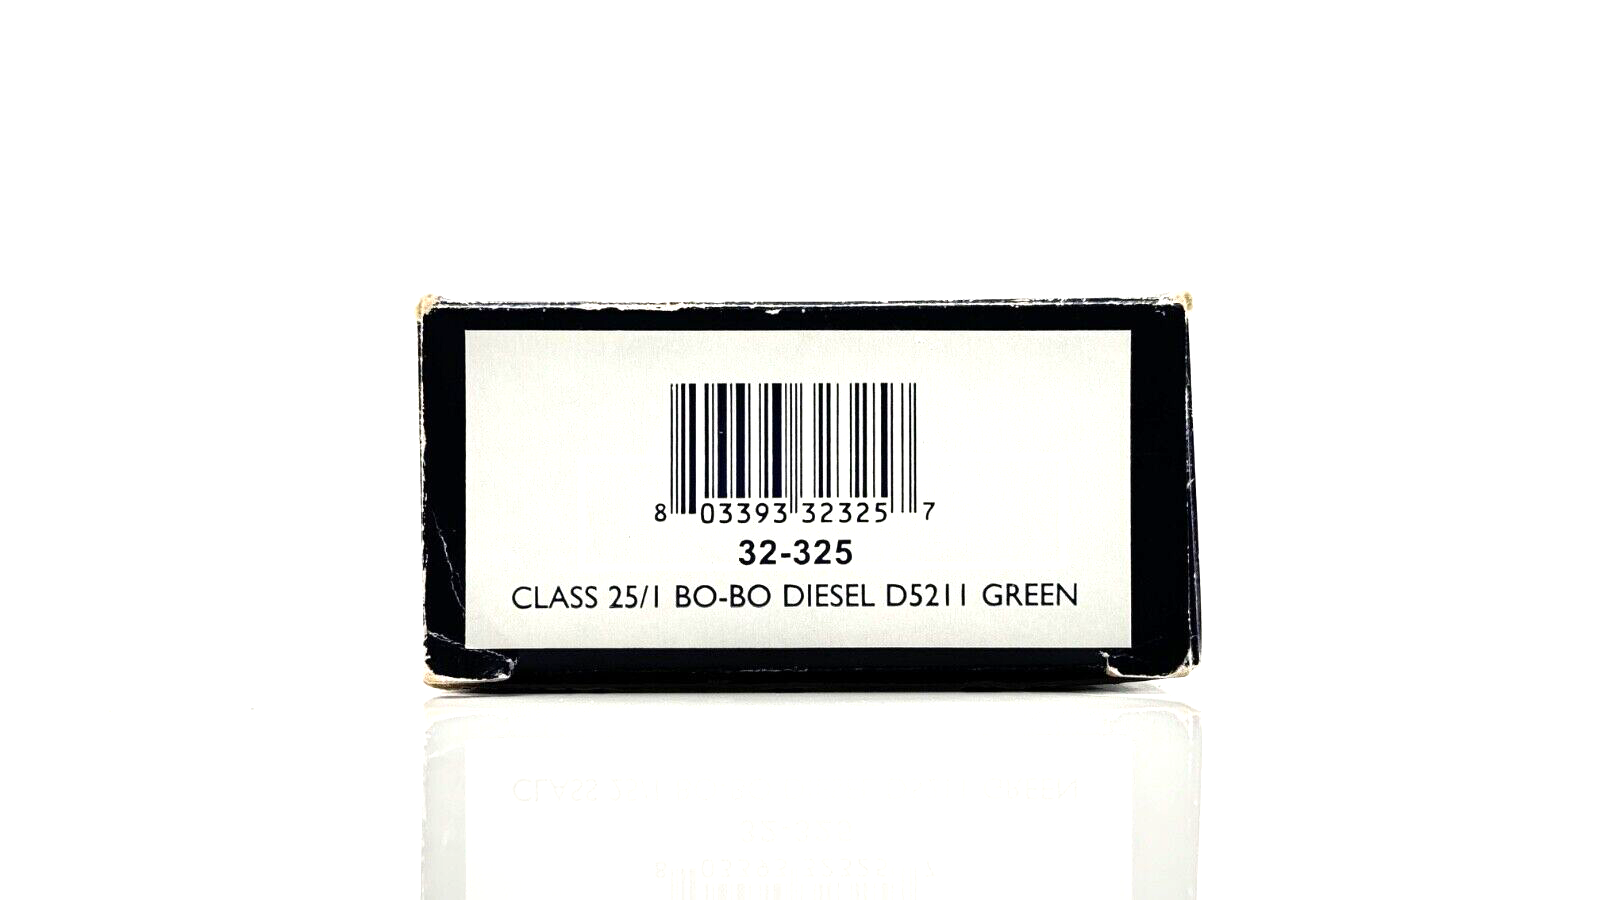 8 03393 32325 7
32-325
CLASS 25/1 BO-BO DIESEL D5211 GREEN